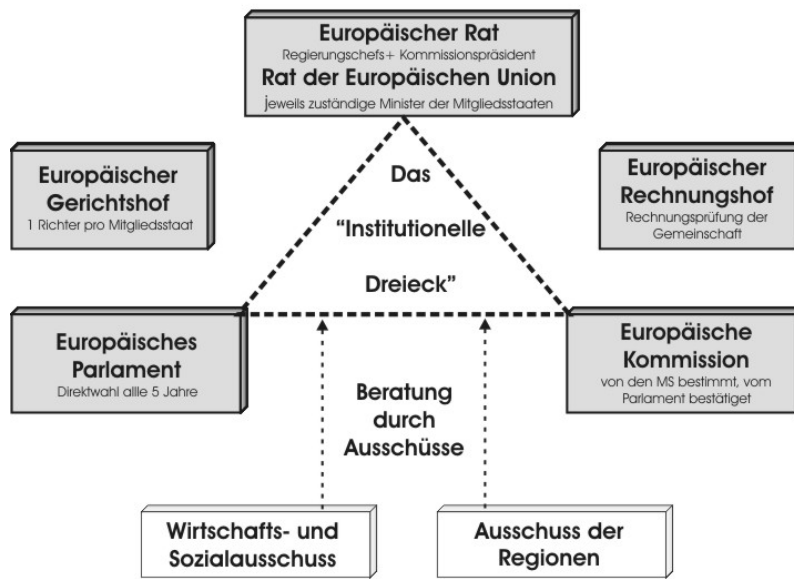 Europäischer Rat
Regierungschefs+ Kommissionspräsident
Rat der Europäischen Union
jeweils zuständige Minister der Mitgliedsstaaten
Europäischer
Gerichtshof
1 Richter pro Mitgliedsstaat
Das
"Institutionelle
Dreieck"
Europäischer
Rechnungshof
Rechnungsprüfung der
Gemeinschaft
Europäisches
Parlament
Direktwahl allle 5 Jahre
Europäische
Kommission
von den MS bestimmt, vom
Parlament bestätiget
Beratung
durch
Ausschüsse
Wirtschafts- und
Sozialausschuss
Ausschuss der
Regionen